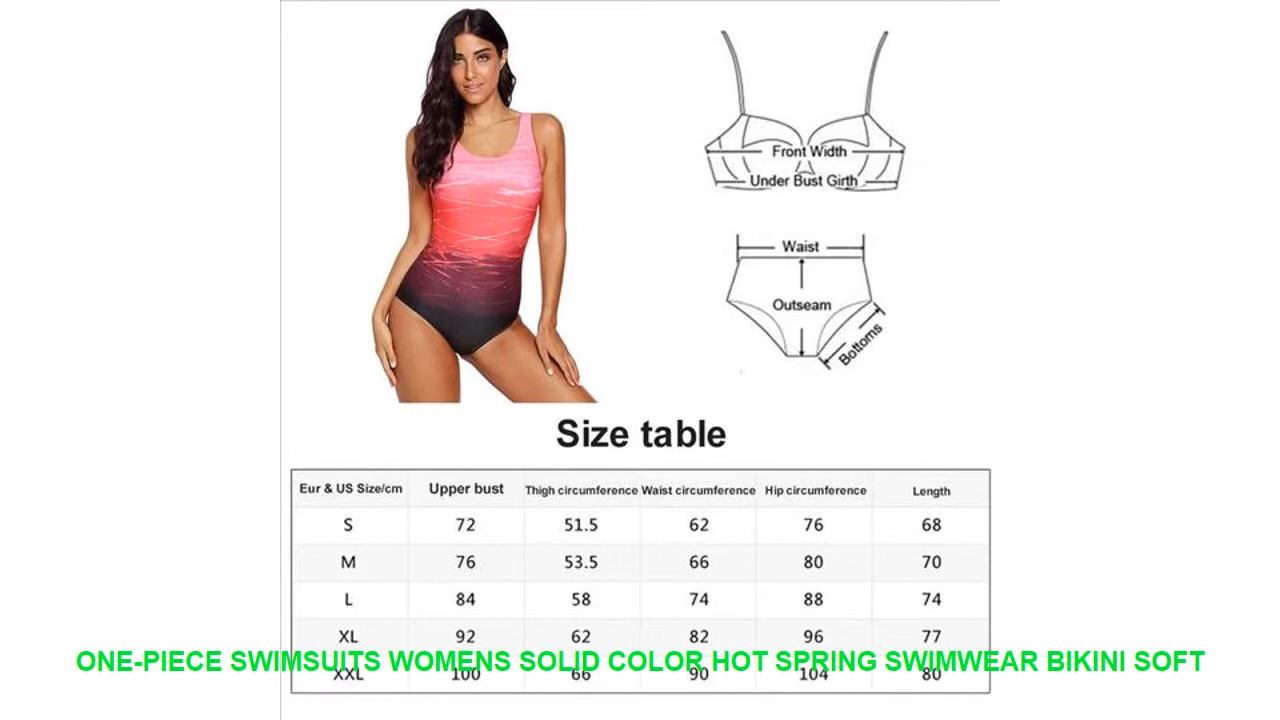 Front Width
Under Bust Girth
Waist
Outseam
Bottoms
Size table
Eur & US Size/cm Upper bust Thigh circumference Waist circumference Hip circumference Length
S 72 51.5 62 76 68
M 76 53.5 66 80 70
L 84 58 74 88 74
XL 92 62 82 96 77
ONE-PIECE SWIMSUITS WOMENS SOLID COLOR HOT SPRING SWIMWEAR BIKINI SOFT
XXL 100 66 90 104 80